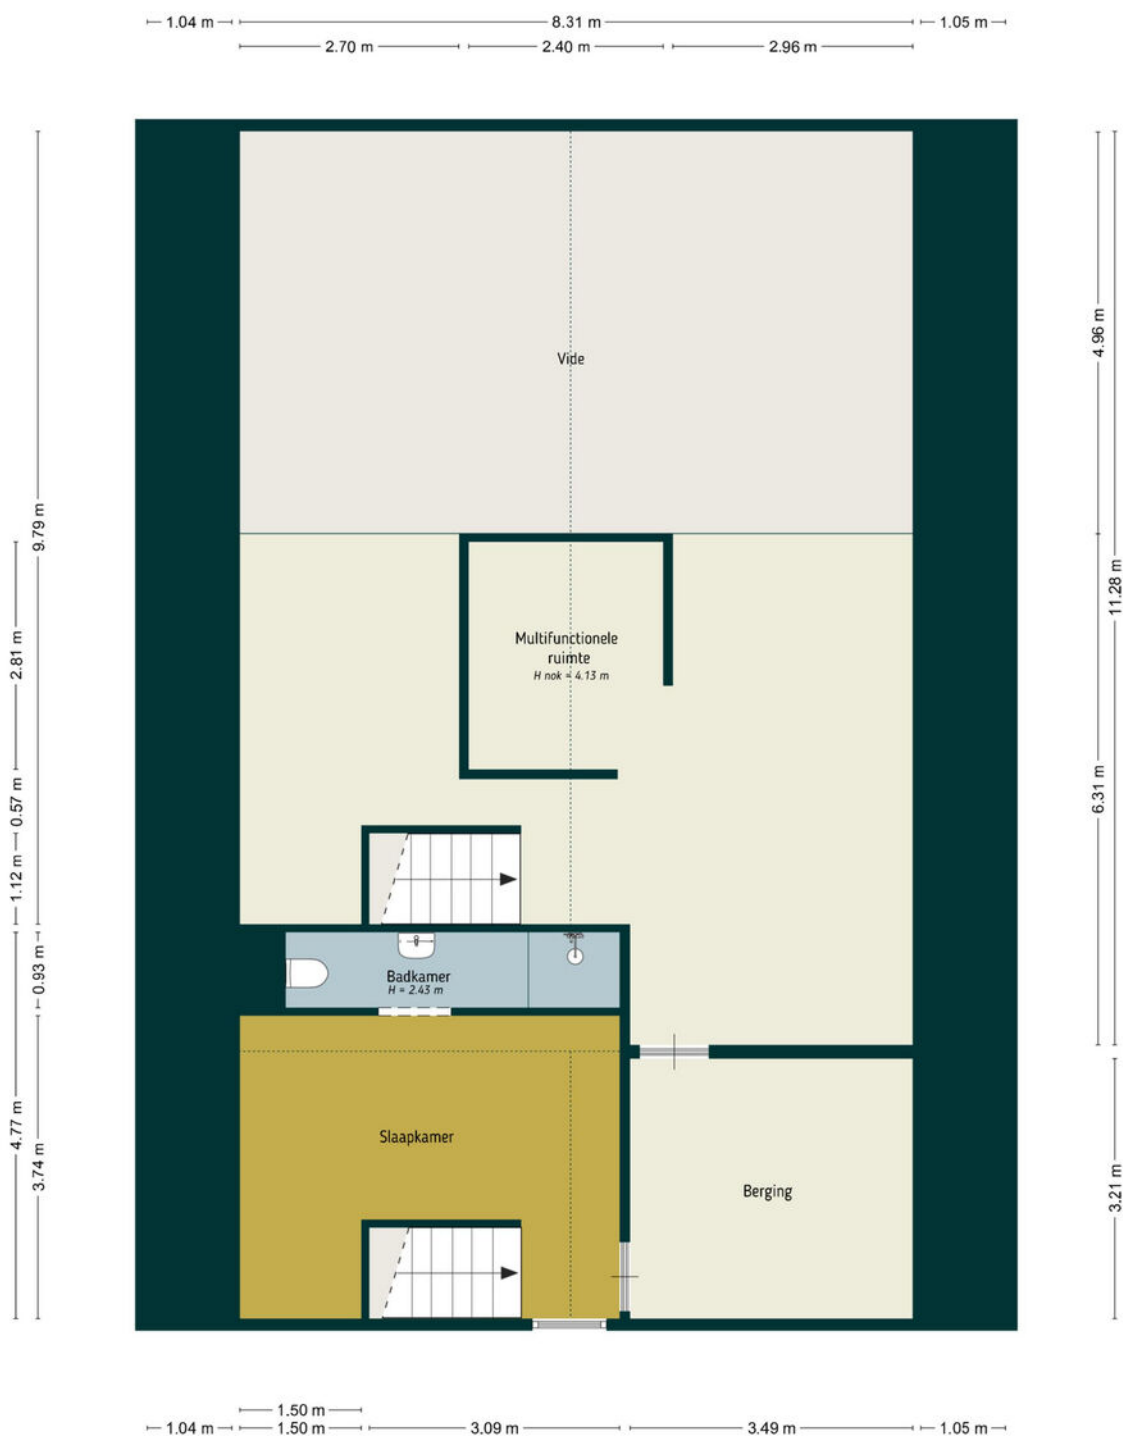 1.04 m
8.31 m
1.05 m
2.70 m
2.40 m
2.96 m
9.79 m
2.81 m
0.57 m
1.12 m
0.93 m
4.77 m
3.74 m
4.96 m
11.28 m
6.31 m
3.21 m
Vide
Multifunctionele
ruimte
H nok = 4.13 m
Badkamer
H = 2.43 m
Slaapkamer
Berging
1.50 m
1.04 m
1.50 m
3.09 m
3.49 m
1.05 m